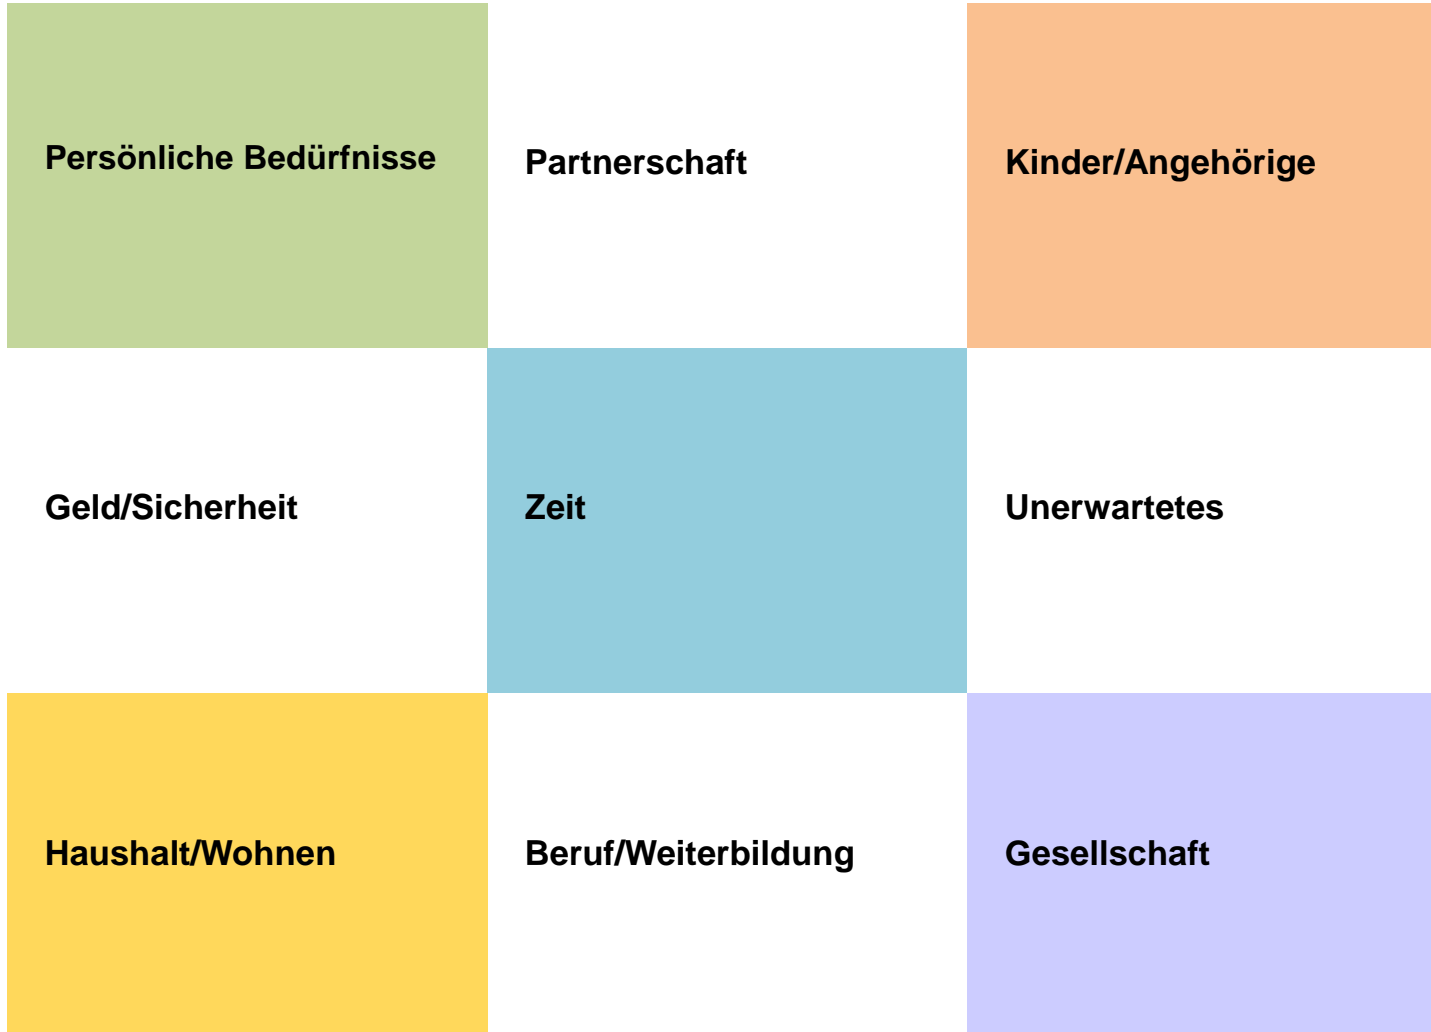 Persönliche Bedürfnisse
Partnerschaft
Kinder/Angehörige
Geld/Sicherheit
Zeit
Unerwartetes
Haushalt/Wohnen
Beruf/Weiterbildung
Gesellschaft